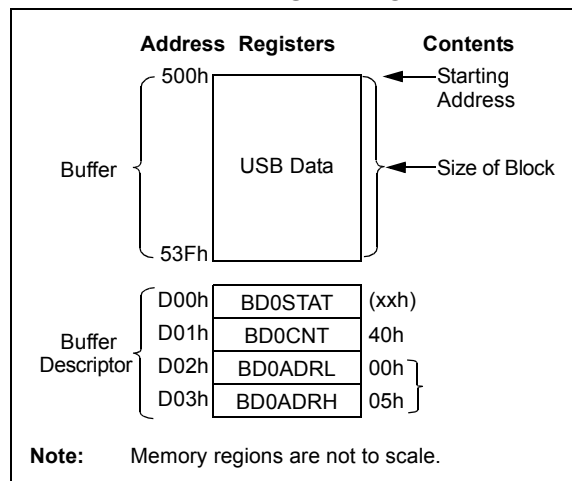 Address Registers Contents
500h Starting
Address
Buffer USB Data Size of Block
53Fh
D00h BD0STAT (xxh)
Buffer
Descriptor
D01h BD0CNT 40h
D02h BD0ADRL 00h
D03h BD0ADRH 05h
Note: Memory regions are not to scale.